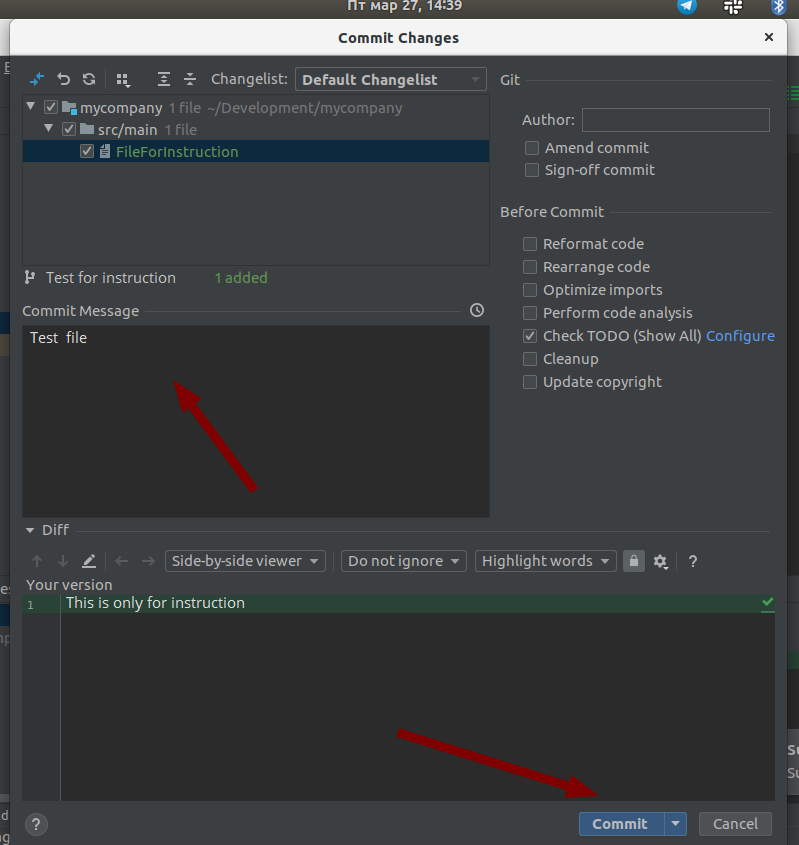 Пт мар 27, 14:39
Commit Changes
Changelist: Default Changelist
mycompany 1 file ~/Development/mycompany
src/main 1 file
FileForInstruction
Test for instruction 1 added
Commit Message
Test  file
Git
Author:
Amend commit
Sign-off commit
Before Commit
Reformat code
Rearrange code
Optimize imports
Perform code analysis
Check TODO (Show All) Configure
Cleanup
Update copyright
Diff
Side-by-side viewer Do not ignore Highlight words ?
Your version
1 This is only for instruction
? Commit Cancel